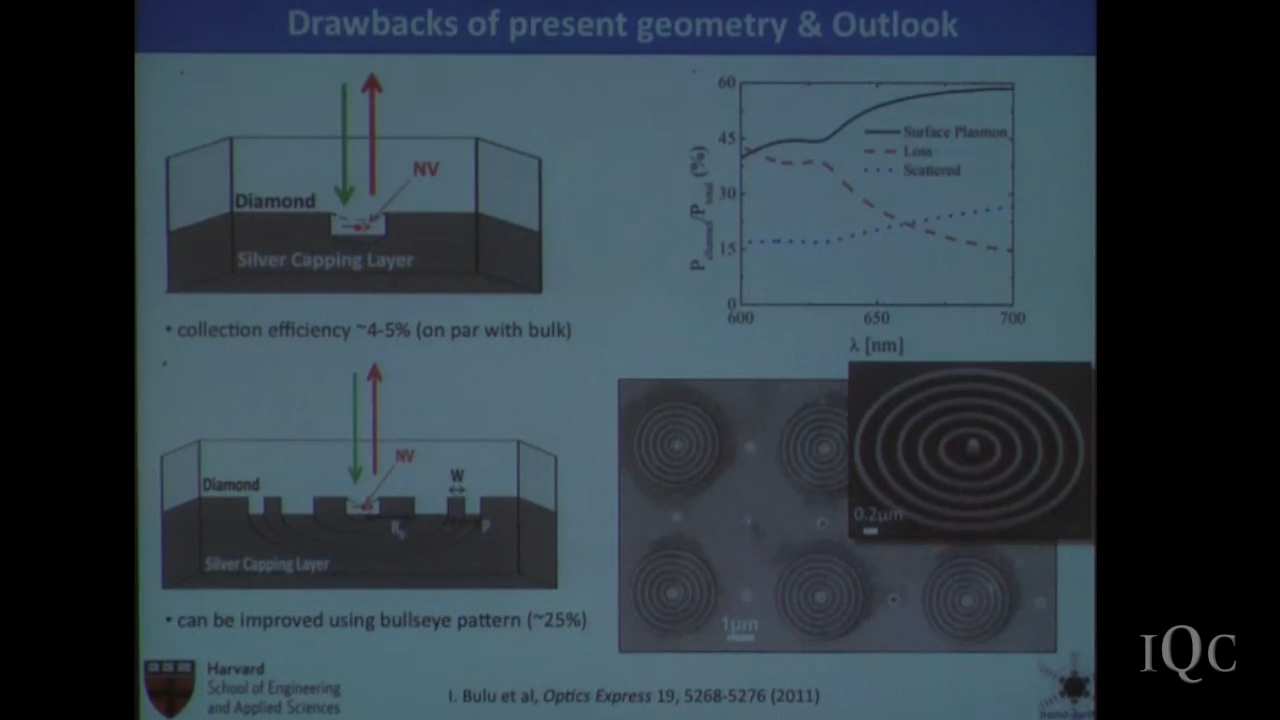 Drawbacks of present geometry & Outlook
NV
Diamond
Silver Capping Layer
• collection efficiency ~4-5% (on par with bulk)
60
45
30
15
0
600
650
700
P channel/P total (%)
λ [nm]
Surface Plasmon
Loss
Scattered
NV
W
Diamond
R₀
P
Silver Capping Layer
• can be improved using bullseye pattern (~25%)
0.2µm
1µm
Harvard
School of Engineering
and Applied Sciences
I. Bulu et al, Optics Express 19, 5268-5276 (2011)
IQC